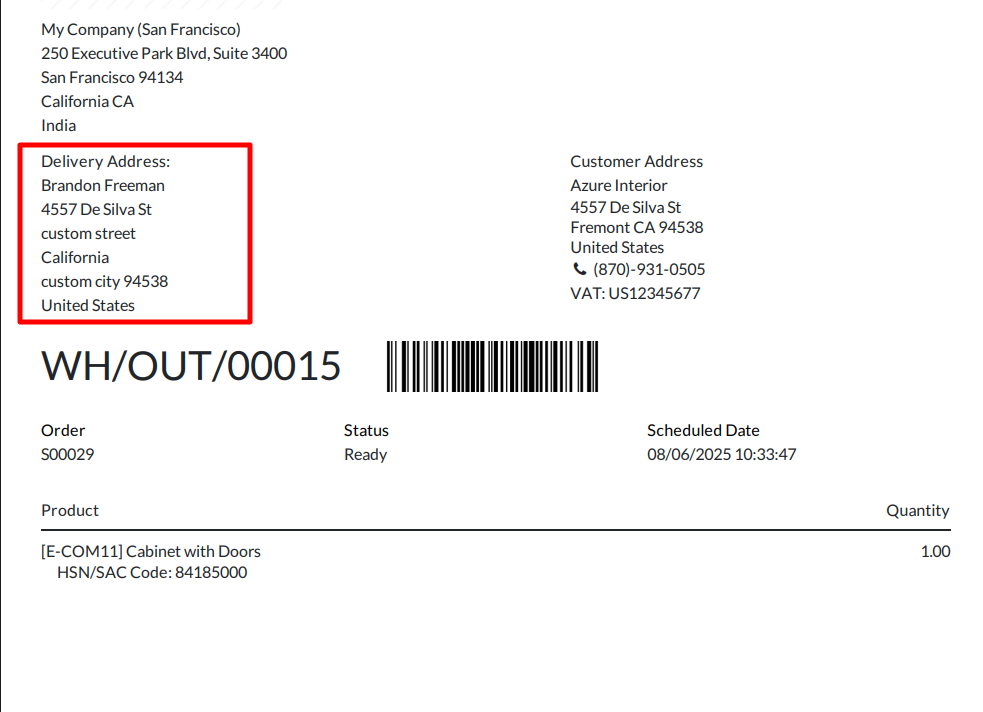 My Company (San Francisco)
250 Executive Park Blvd, Suite 3400
San Francisco 94134
California CA
India
Delivery Address:
Brandon Freeman
4557 De Silva St
custom street
California
custom city 94538
United States
Customer Address
Azure Interior
4557 De Silva St
Fremont CA 94538
United States
(870)-931-0505
VAT: US12345677
WH/OUT/00015
Order Status Scheduled Date
S00029 Ready 08/06/2025 10:33:47
Product Quantity
[E-COM11] Cabinet with Doors 1.00
HSN/SAC Code: 84185000